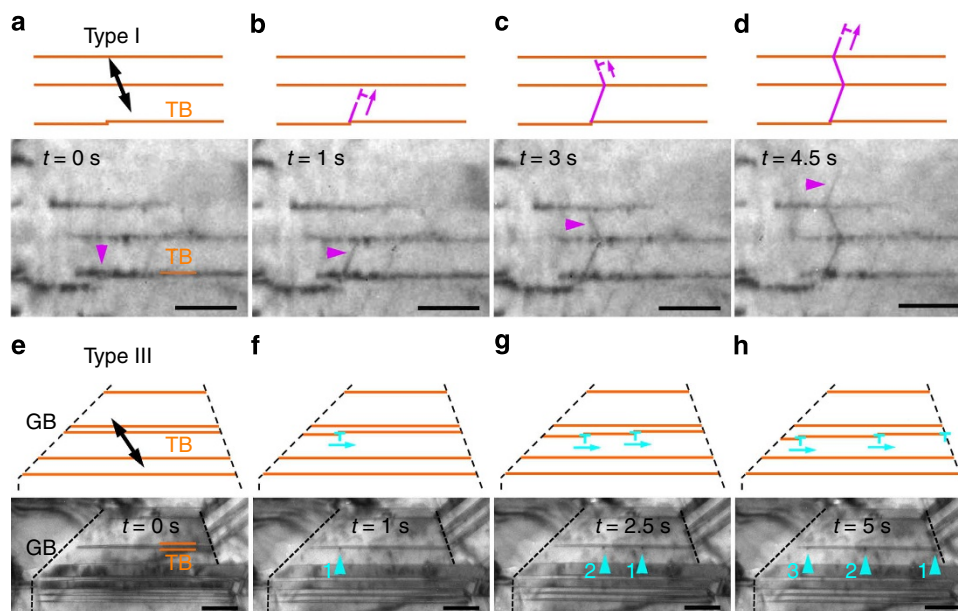 a
b
c
d
Type I
TB
t = 0 s
t = 1 s
t = 3 s
t = 4.5 s
TB
e
f
g
h
Type III
GB
TB
t = 0 s
t = 1 s
t = 2.5 s
t = 5 s
GB
TB
1
2 1
3 2 1